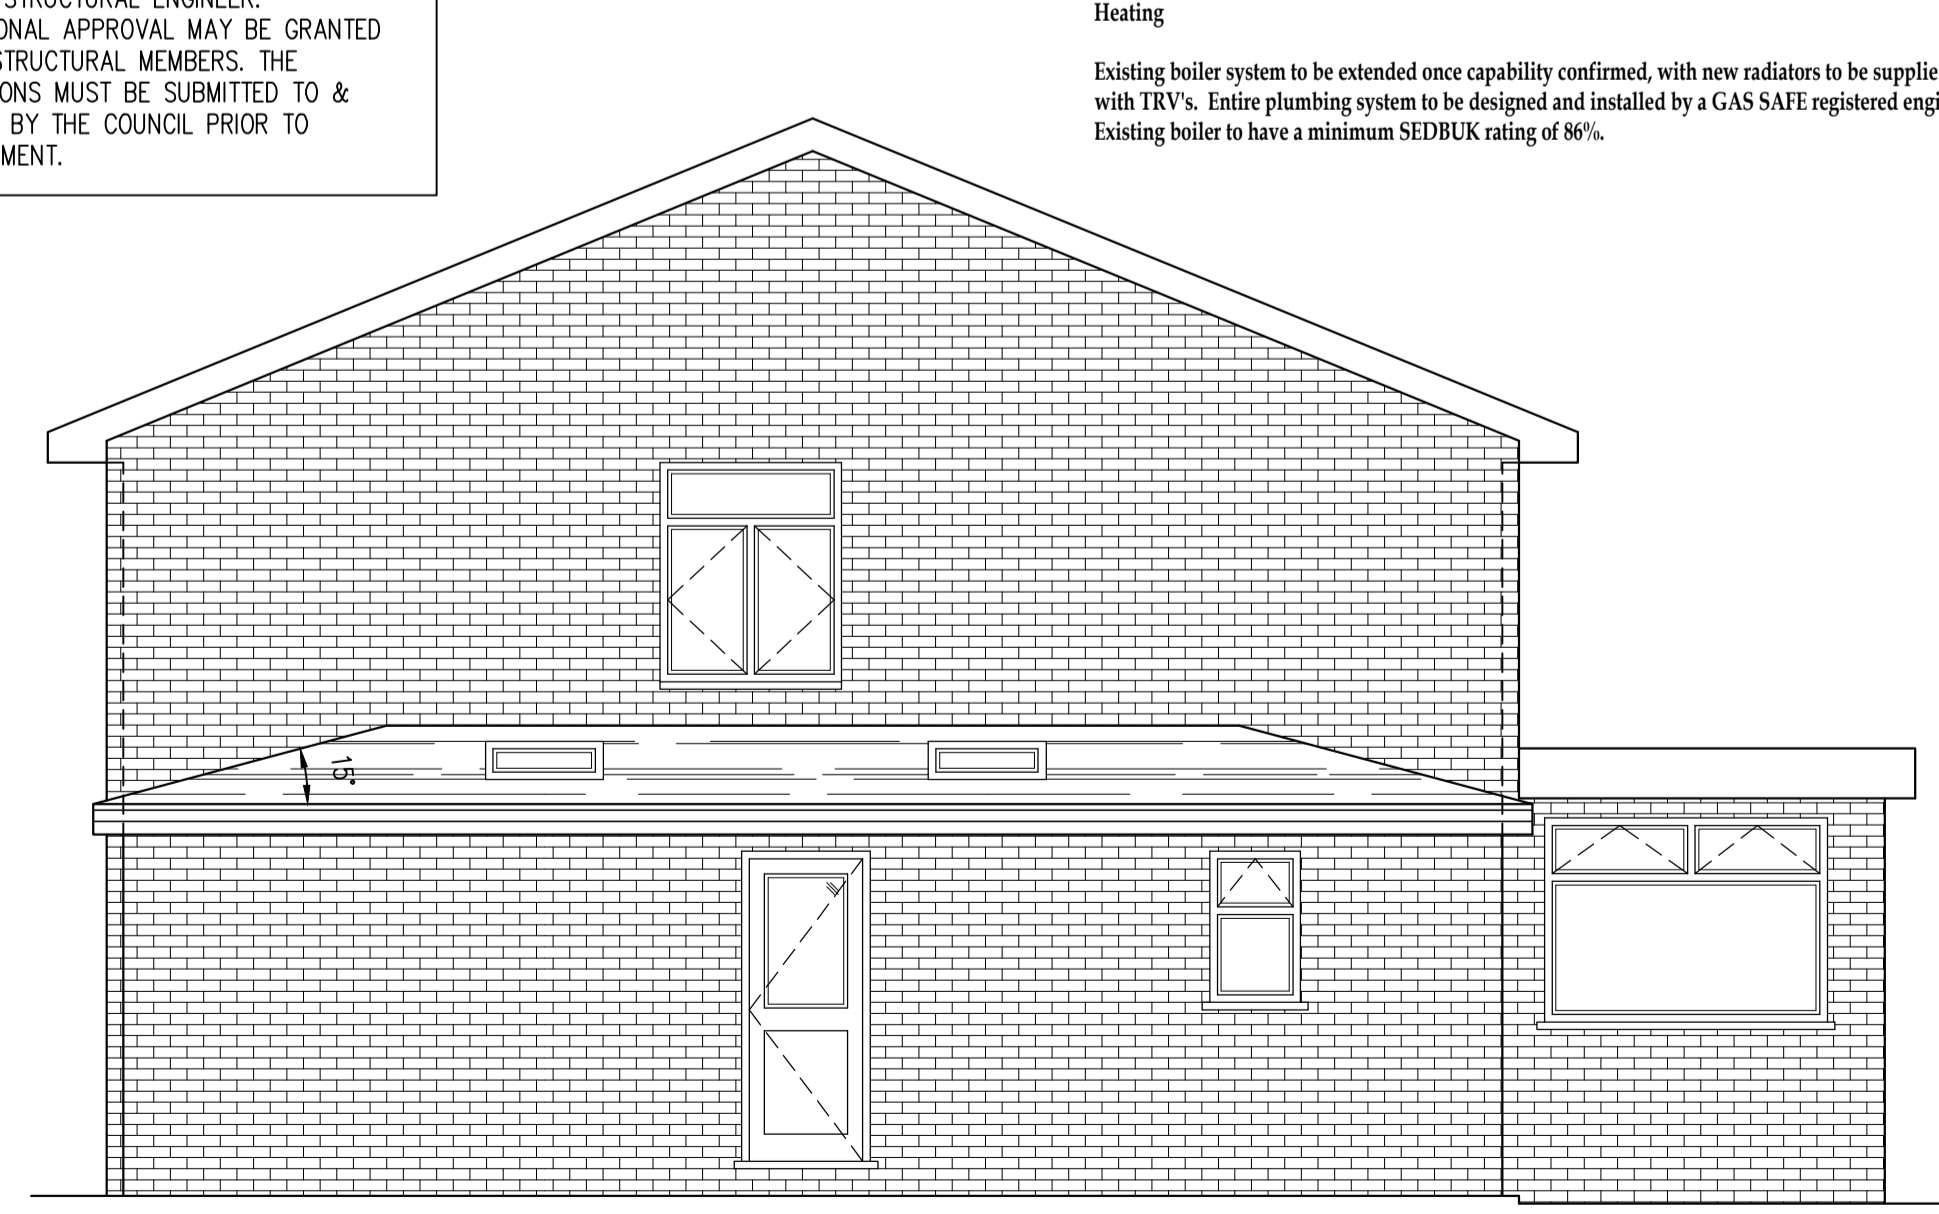 STRUCTURAL ENGINEER.
ONAL APPROVAL MAY BE GRANTED
STRUCTURAL MEMBERS. THE
ONS MUST BE SUBMITTED TO &
BY THE COUNCIL PRIOR TO
MENT.
Heating
Existing boiler system to be extended once capability confirmed, with new radiators to be supplie
with TRV's. Entire plumbing system to be designed and installed by a GAS SAFE registered engi
Existing boiler to have a minimum SEDBUK rating of 86%.
15°